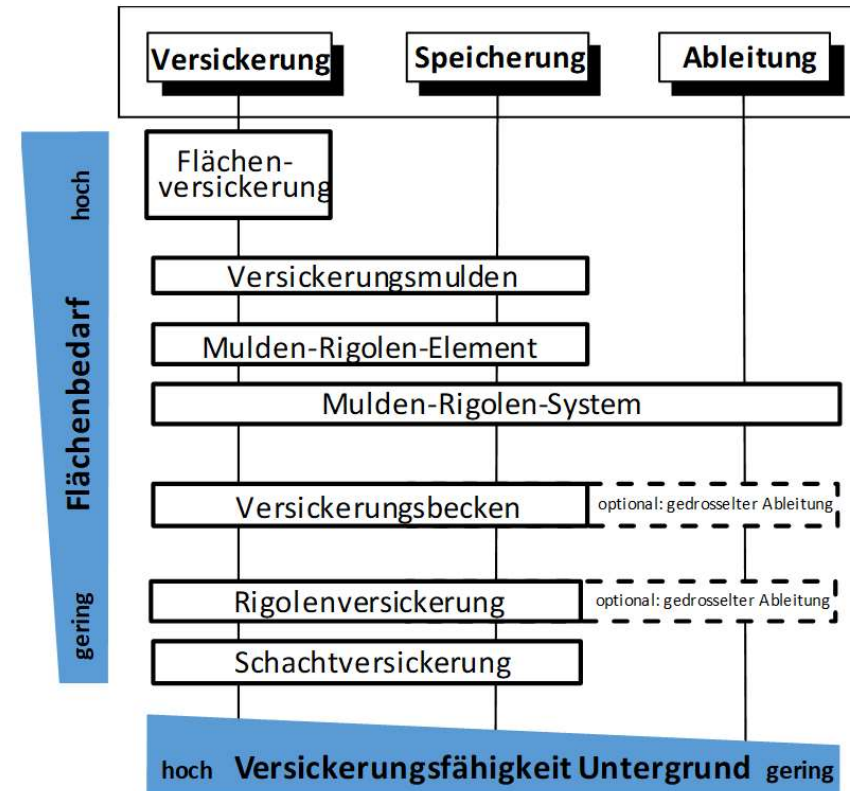 Versickerung Speicherung Ableitung
Flächen-
versickerung
Versickerungsmulden
Mulden-Rigolen-Element
Mulden-Rigolen-System
Versickerungsbecken optional: gedrosselter Ableitung
Rigolenversickerung optional: gedrosselter Ableitung
Schachtversickerung
hoch
Flächenbedarf
gering
hoch Versickerungsfähigkeit Untergrund gering